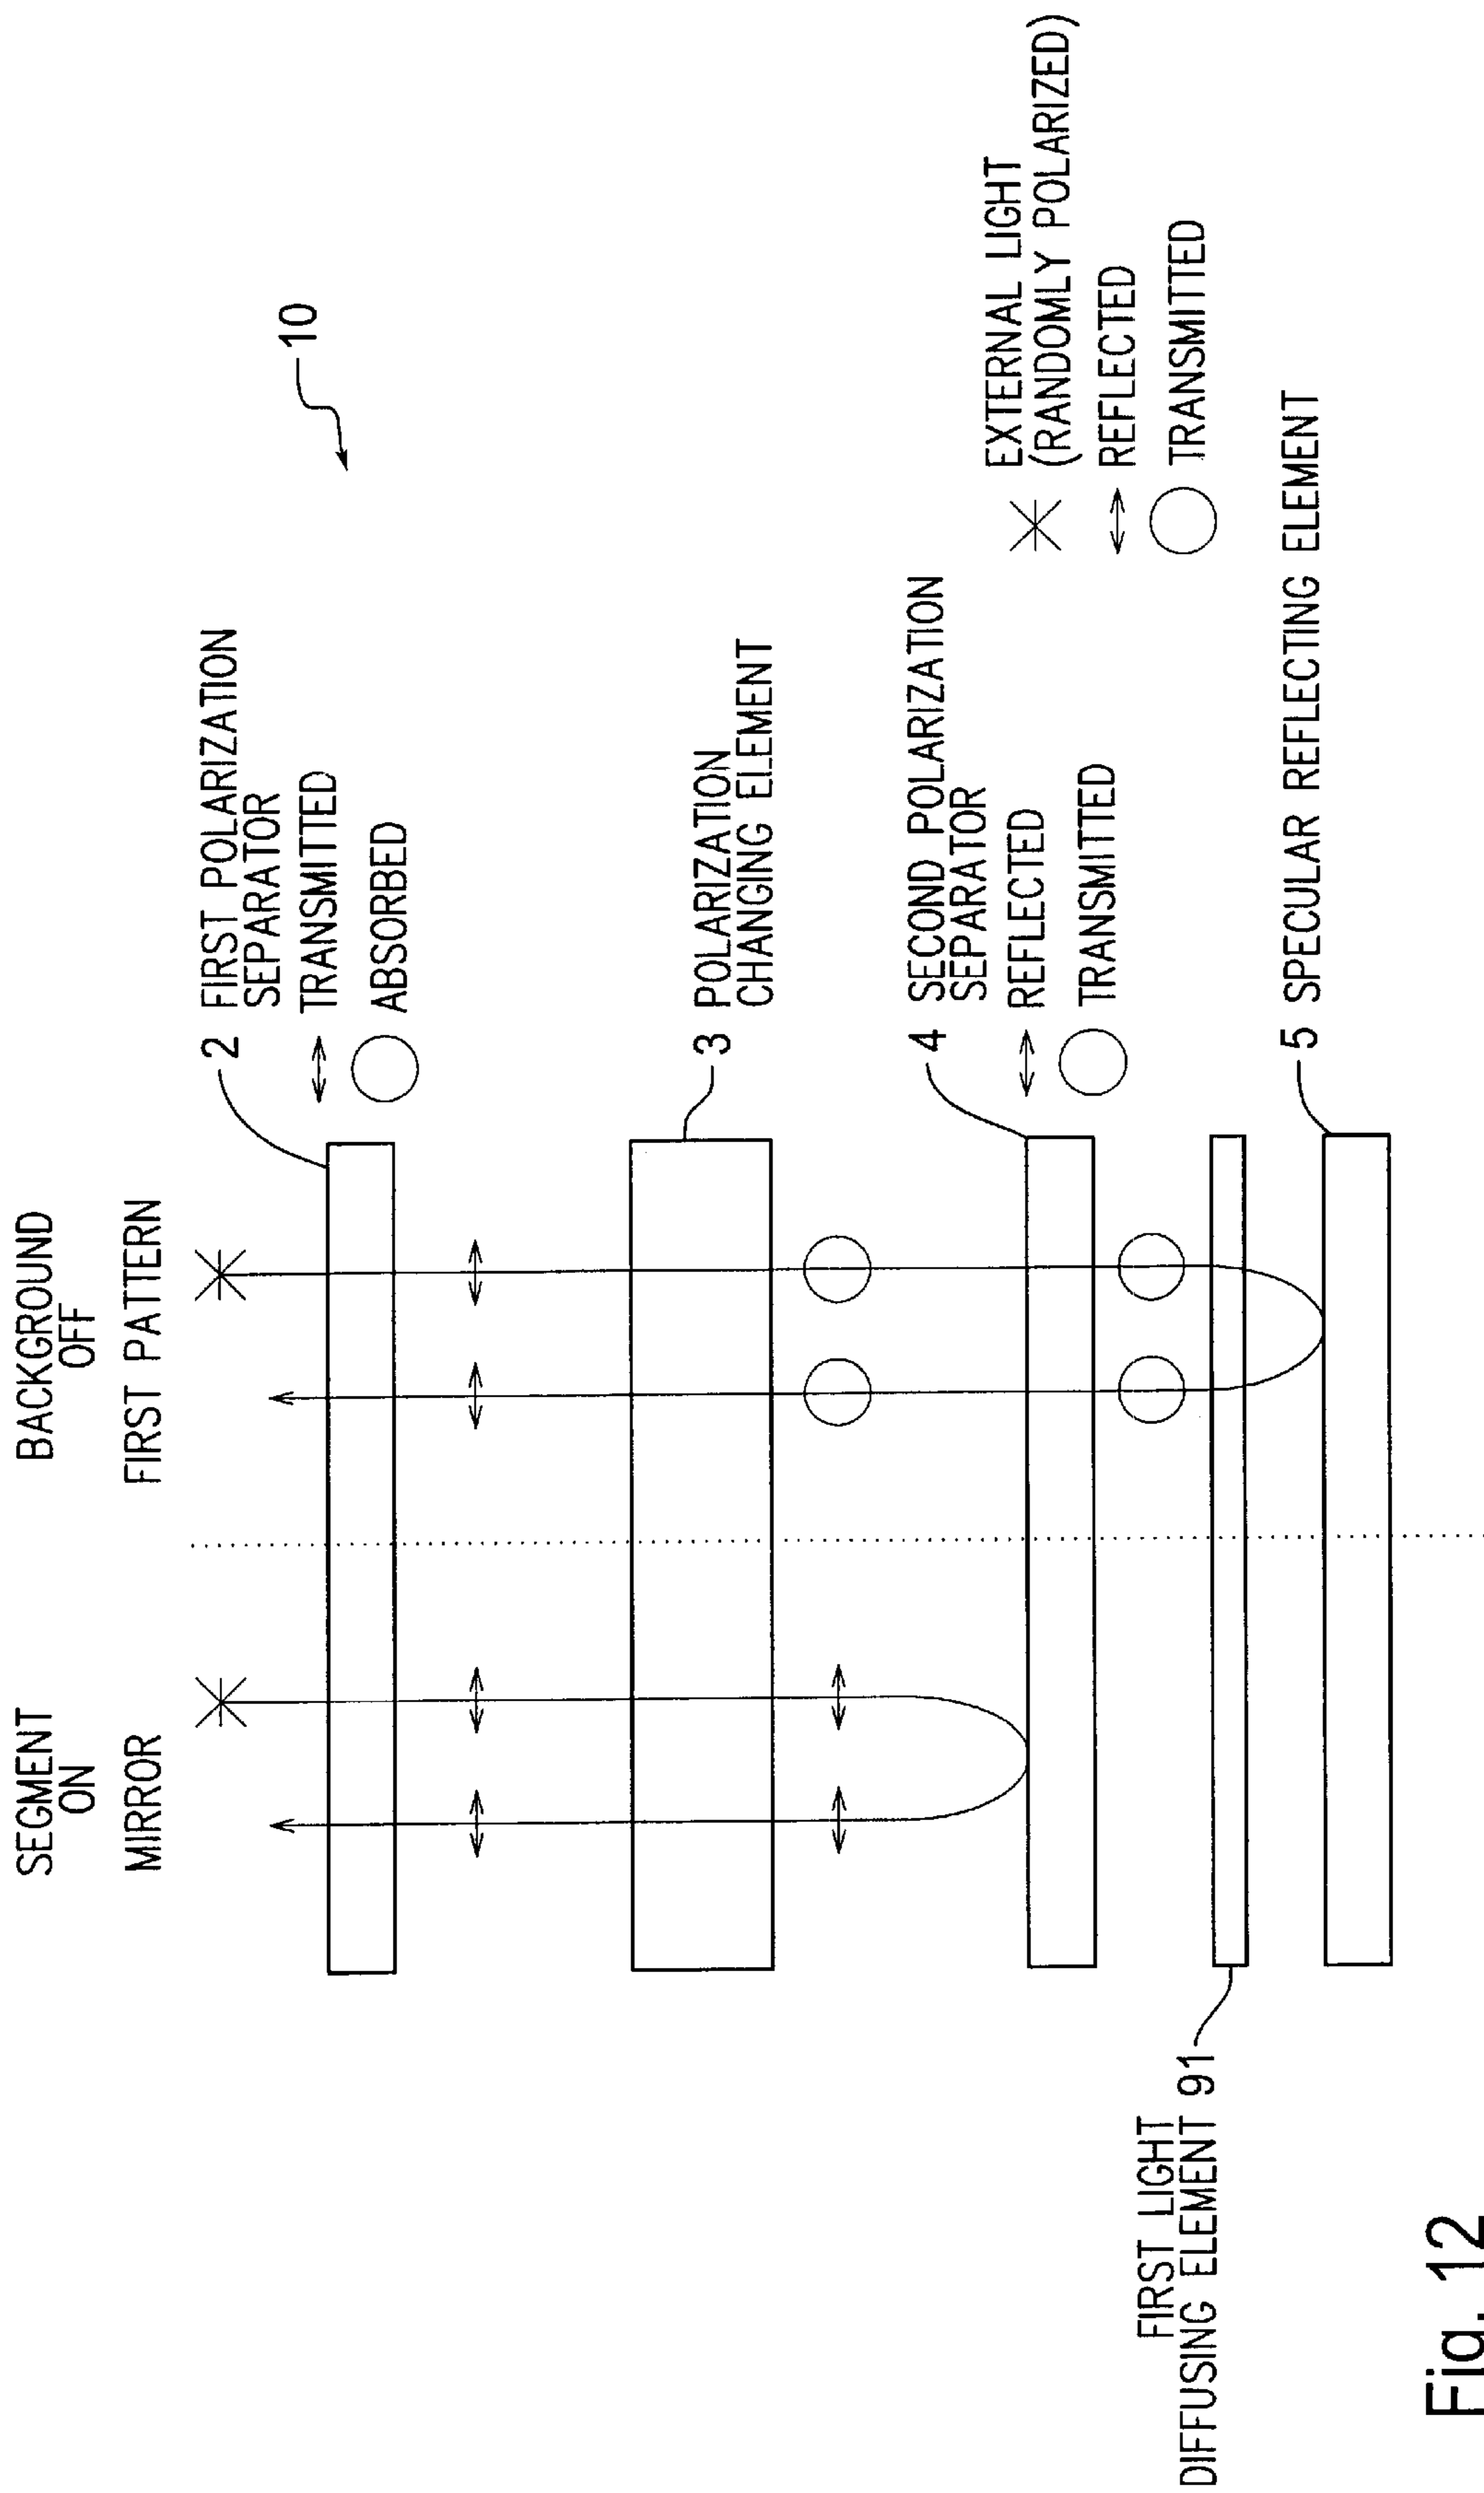 SEGMENT
ON
BACKGROUND
OFF
MIRROR
FIRST PATTERN
10
2 FIRST POLARIZATION
SEPARATOR
TRANSMITTED
ABSORBED
3 POLARIZATION
CHANGING ELEMENT
4 SECOND POLARIZATION
SEPARATOR
REFLECTED
TRANSMITTED
EXTERNAL LIGHT
(RANDOMLY POLARIZED)
REFLECTED
TRANSMITTED
FIRST LIGHT
DIFFUSING ELEMENT 91
5 SPECULAR REFLECTING ELEMENT
Fig. 12